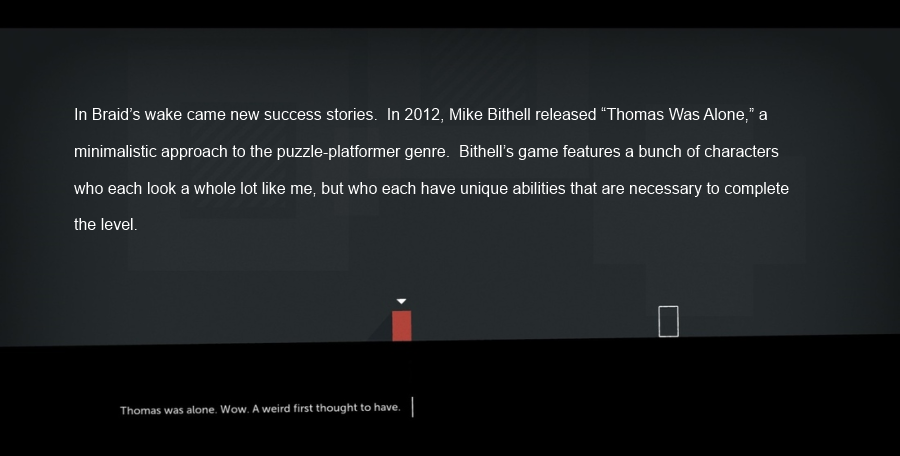 In Braid’s wake came new success stories.  In 2012, Mike Bithell released “Thomas Was Alone,” a
minimalistic approach to the puzzle-platformer genre.  Bithell’s game features a bunch of characters
who each look a whole lot like me, but who each have unique abilities that are necessary to complete
the level.
Thomas was alone. Wow. A weird first thought to have.